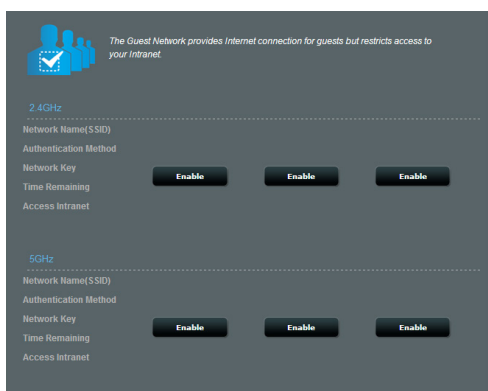 The Guest Network provides Internet connection for guests but restricts access to
your Intranet.
2.4GHz
Network Name(SSID)
Authentication Method
Network Key
Time Remaining
Access Intranet
Enable Enable Enable
5GHz
Network Name(SSID)
Authentication Method
Network Key
Time Remaining
Access Intranet
Enable Enable Enable